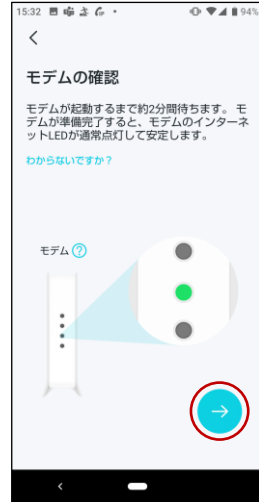 15:32
94%
モデムの確認
モデムが起動するまで約2分間待ちます。 モ
デムが準備完了すると、モデムのインターネ
ットLEDが通常点灯して安定します。
わからないですか？
モデム ?